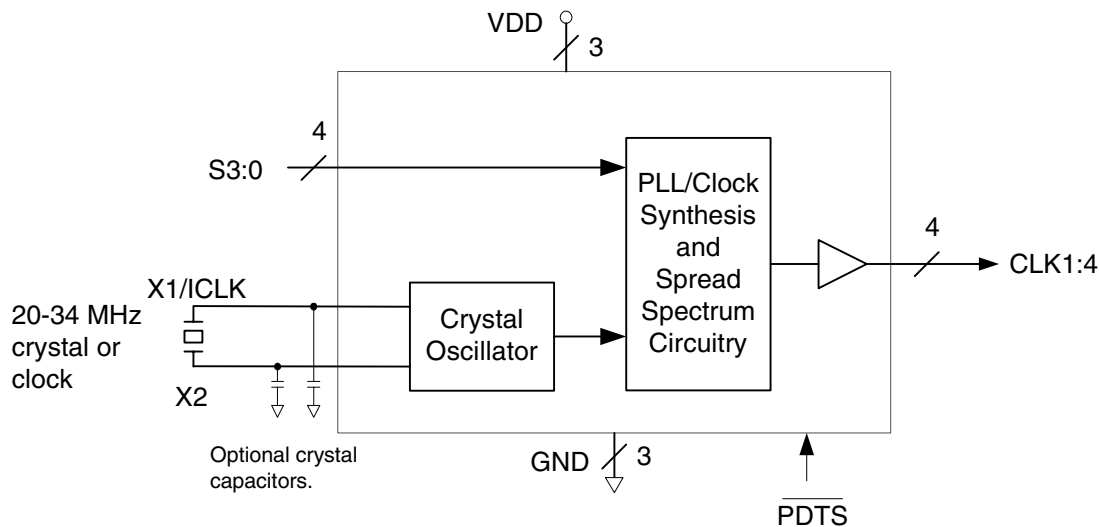 VDD
3
4
S3:0
PLL/Clock
Synthesis
and
Spread
Spectrum
Circuitry
4
CLK1:4
X1/ICLK
20-34 MHz
crystal or
clock
Crystal
Oscillator
X2
Optional crystal
capacitors.
GND
3
PDTS